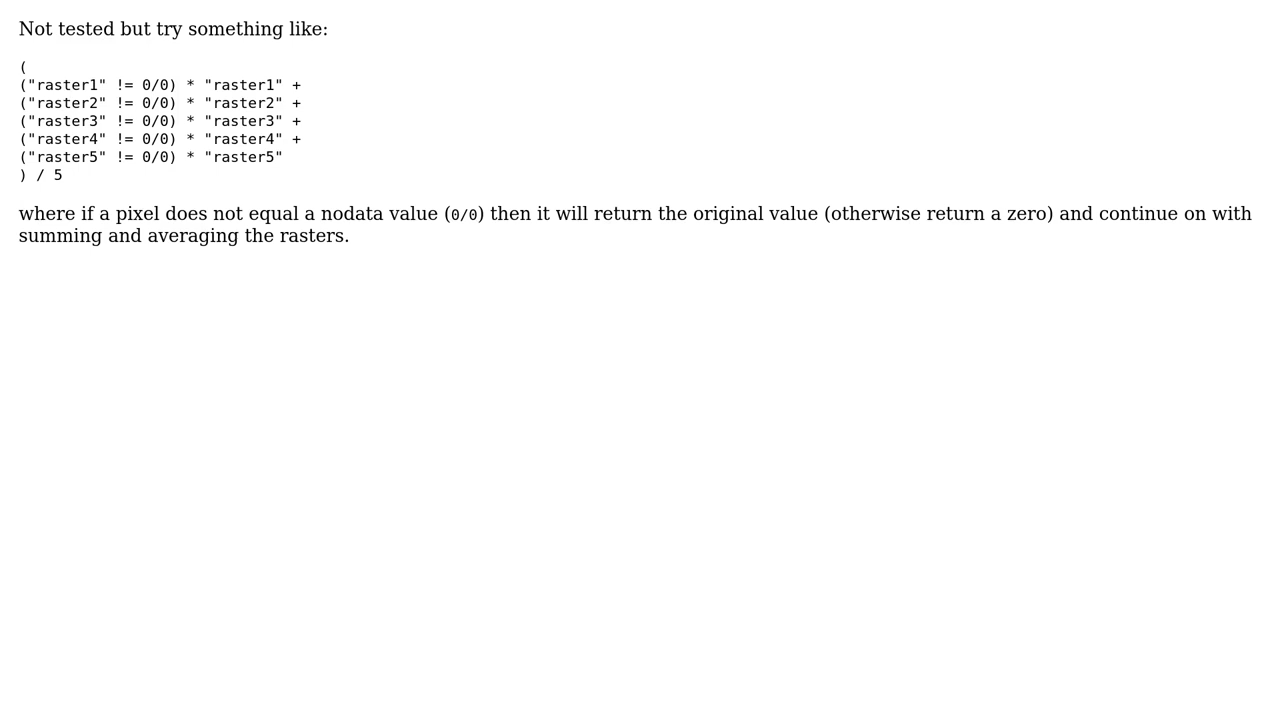 Not tested but try something like:
(
("raster1" != 0/0) * "raster1" +
("raster2" != 0/0) * "raster2" +
("raster3" != 0/0) * "raster3" +
("raster4" != 0/0) * "raster4" +
("raster5" != 0/0) * "raster5"
) / 5
where if a pixel does not equal a nodata value (0/0) then it will return the original value (otherwise return a zero) and continue on with
summing and averaging the rasters.